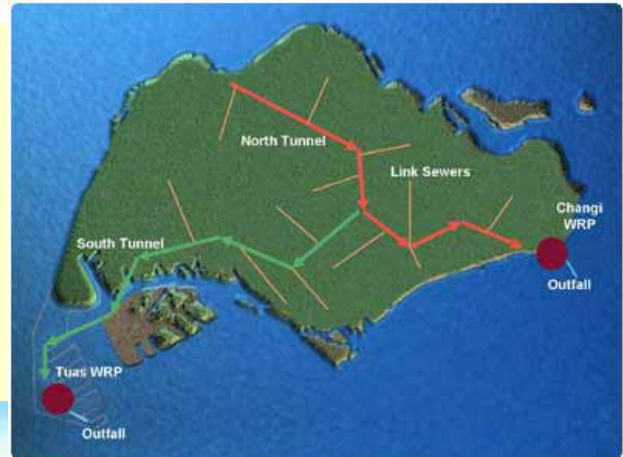 North Tunnel
Link Sewers
Changi
WRP
South Tunnel
Outfall
Tuas WRP
Outfall